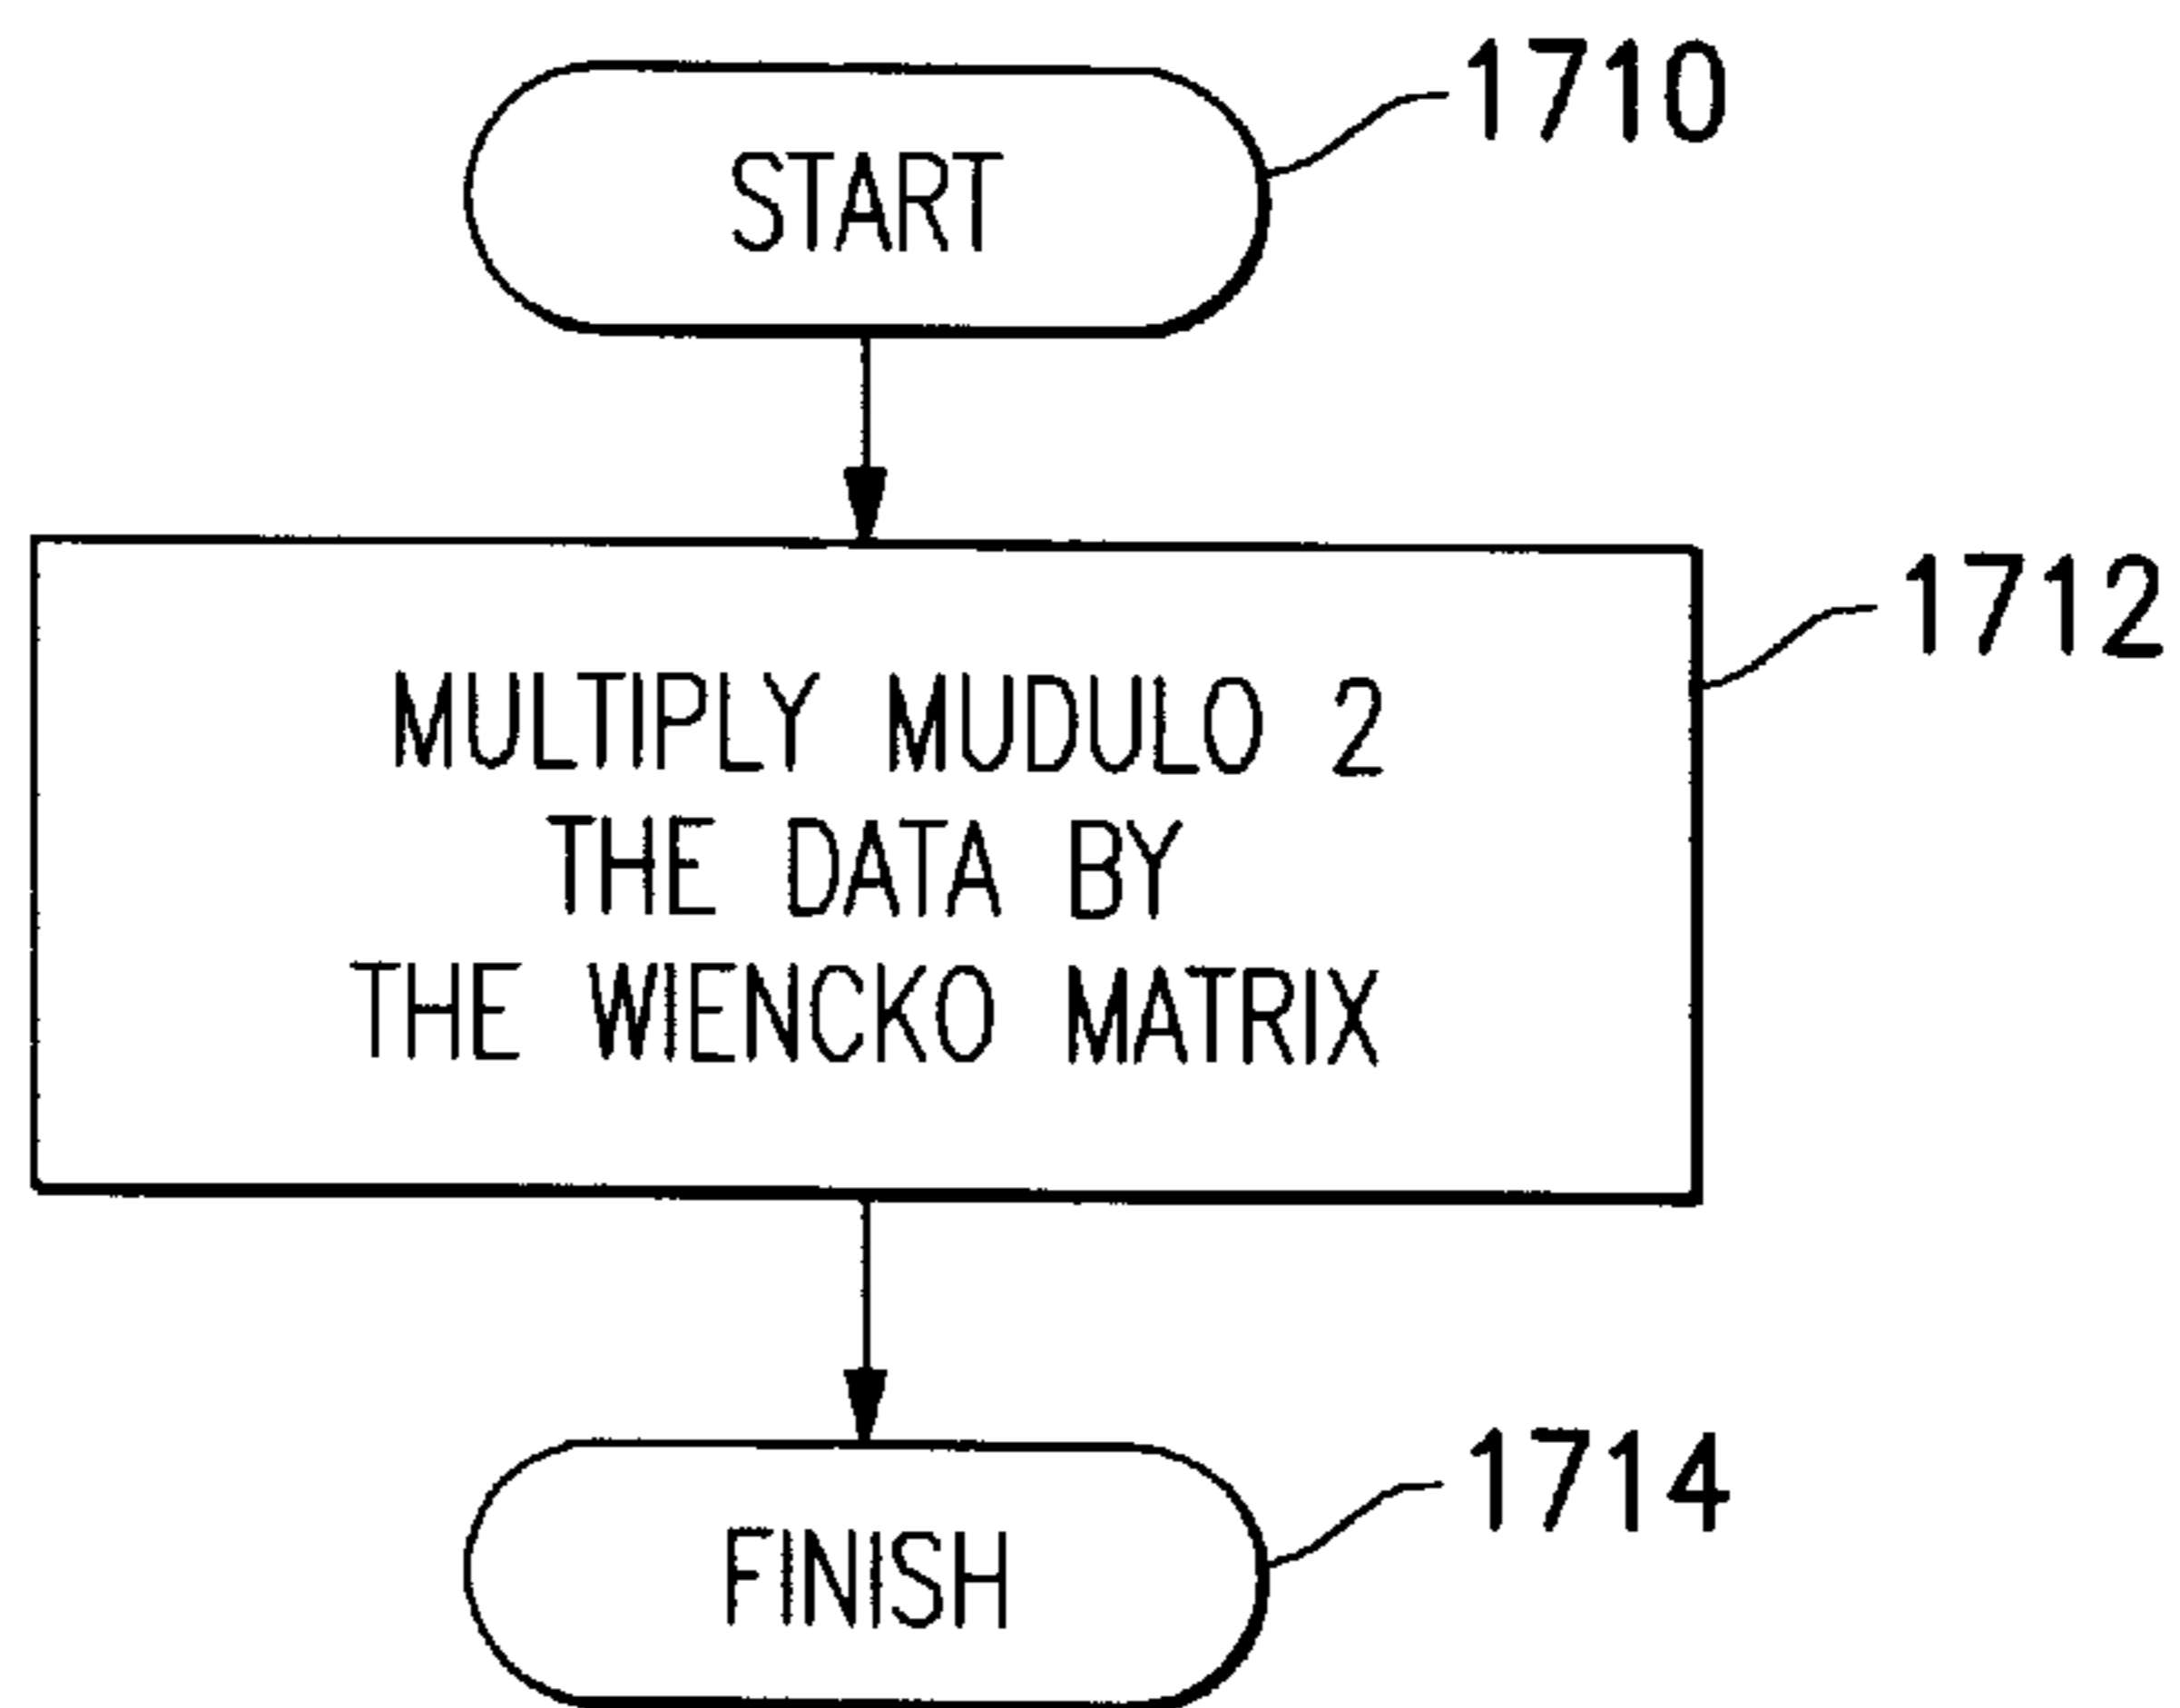 START
1710
MULTIPLY MUDULO 2
THE DATA BY
THE WIENCKO MATRIX
1712
FINISH
1714